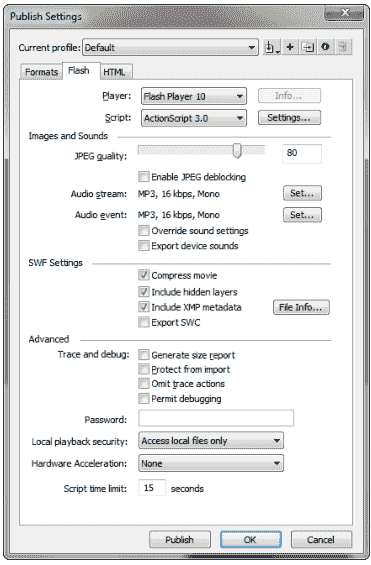 Publish Settings
Current profile: Default
Formats Flash HTML
Player: Flash Player 10 Info...
Script: ActionScript 3.0 Settings...
Images and Sounds
JPEG quality: 80
Enable JPEG deblocking
Audio stream: MP3, 16 kbps, Mono Set...
Audio event: MP3, 16 kbps, Mono Set...
Override sound settings
Export device sounds
SWF Settings
Compress movie
Include hidden layers
Include XMP metadata File Info...
Export SWC
Advanced
Trace and debug: Generate size report
Protect from import
Omit trace actions
Permit debugging
Password:
Local playback security: Access local files only
Hardware Acceleration: None
Script time limit: 15 seconds
Publish OK Cancel